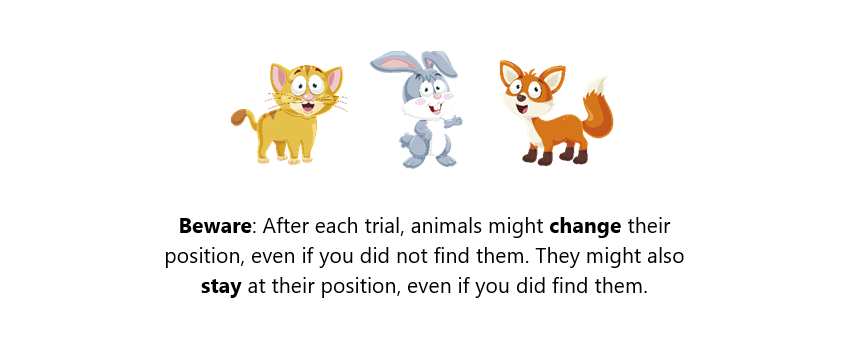 Beware: After each trial, animals might change their
position, even if you did not find them. They might also
stay at their position, even if you did find them.